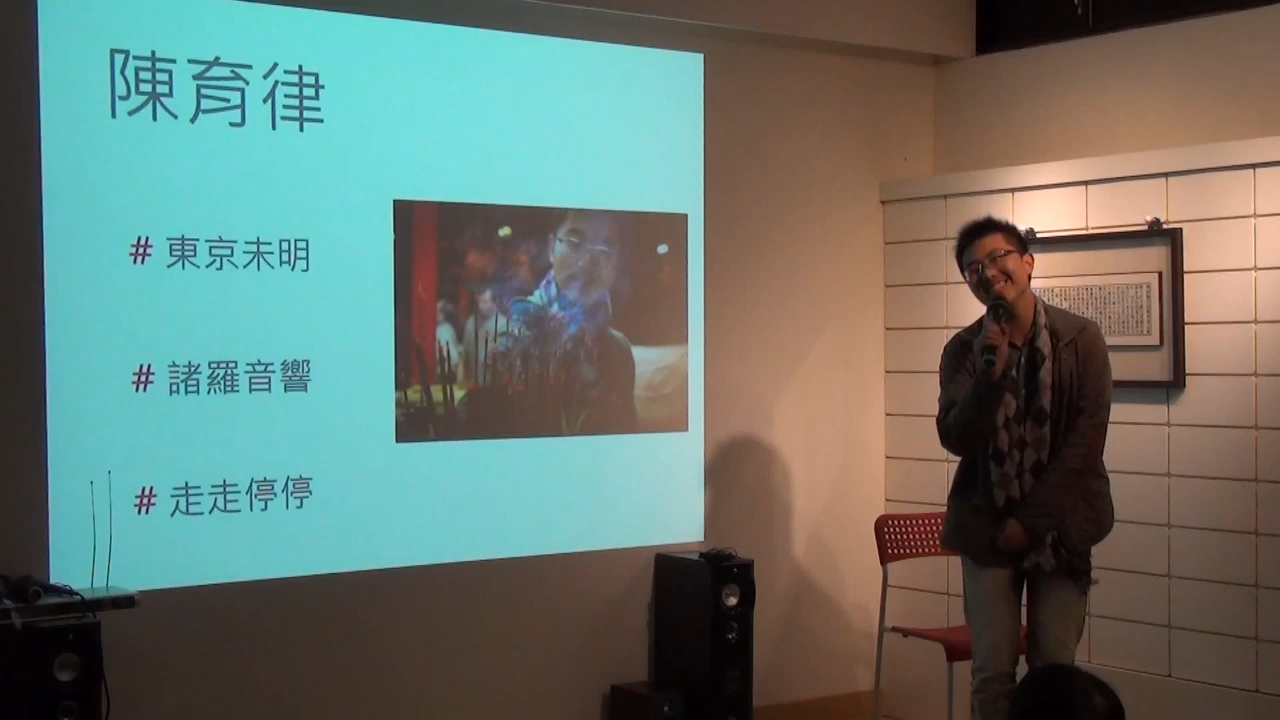 陳育律
# 東京未明
# 諸羅音響
# 走走停停